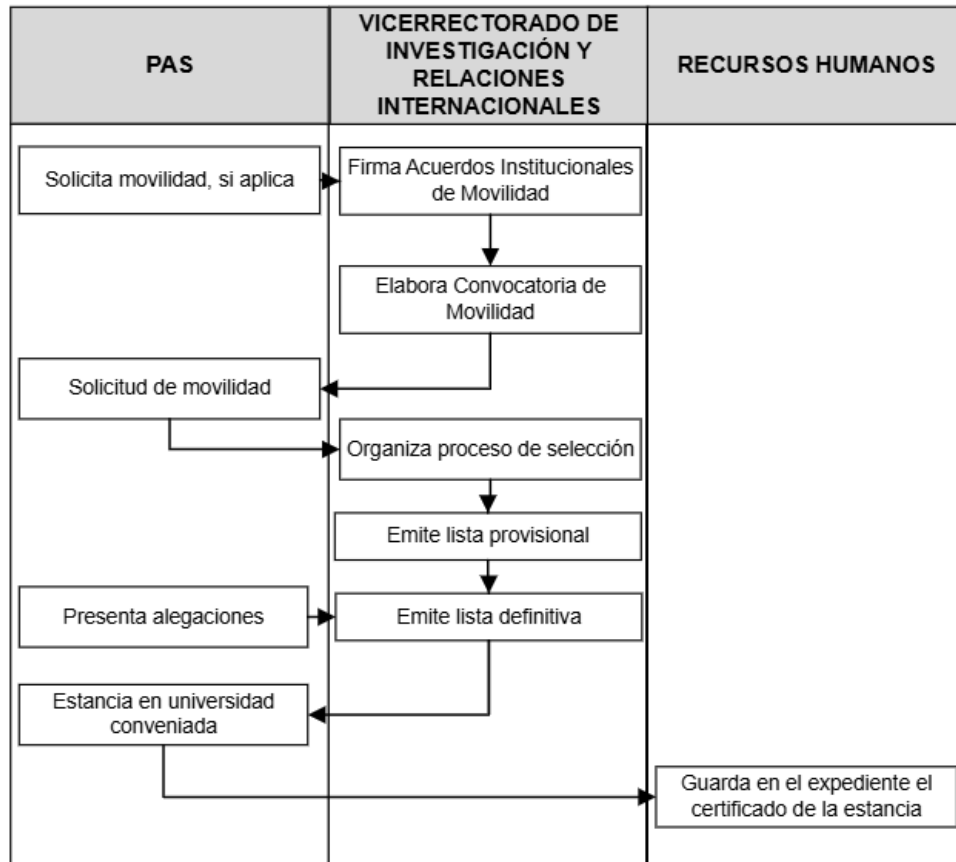 PAS
VICERRECTORADO DE
INVESTIGACIÓN Y
RELACIONES
INTERNACIONALES
RECURSOS HUMANOS
Solicita movilidad, si aplica
Firma Acuerdos Institucionales
de Movilidad
Elabora Convocatoria de
Movilidad
Solicitud de movilidad
Organiza proceso de selección
Emite lista provisional
Presenta alegaciones
Emite lista definitiva
Estancia en universidad
conveniada
Guarda en el expediente el
certificado de la estancia